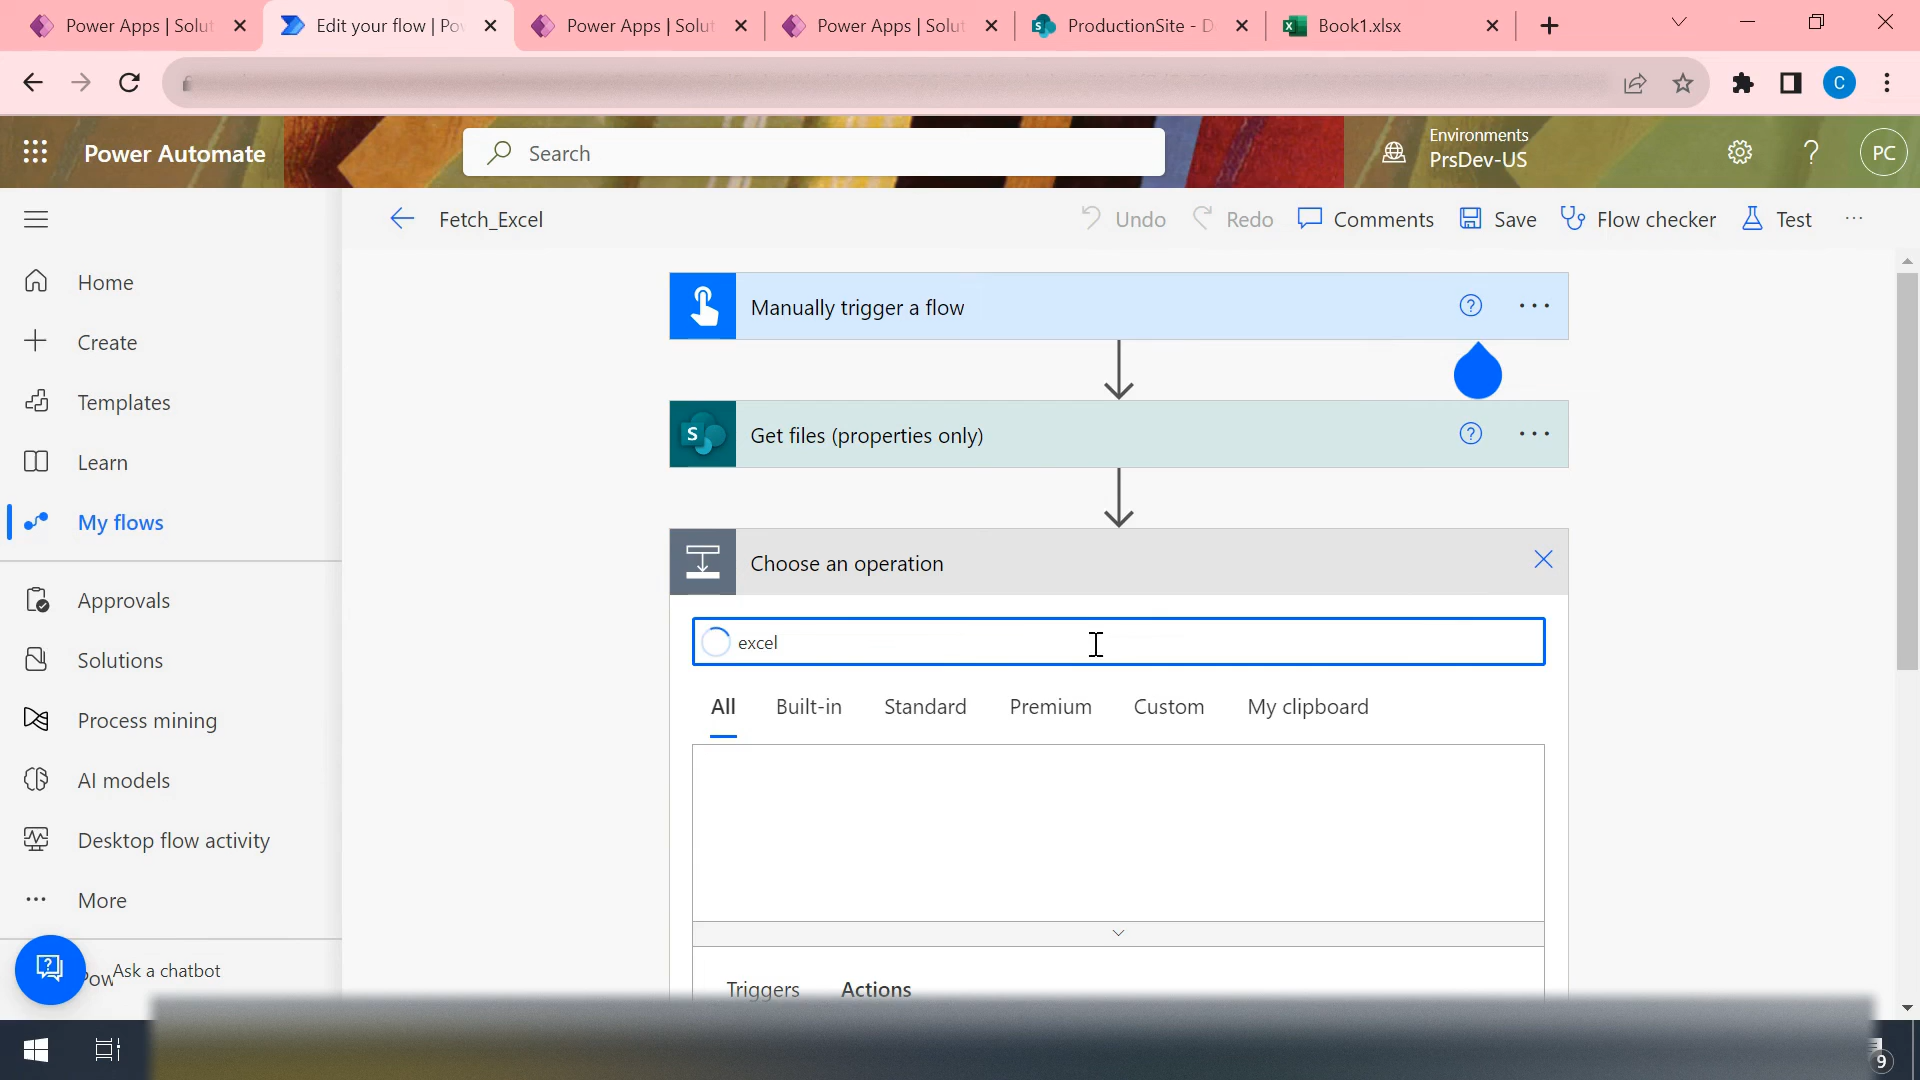 Power Apps | Solut
Edit your flow | Po
Power Apps | Solut
Power Apps | Solut
ProductionSite - D
Book1.xlsx
C
Power Automate
Search
Environments
PrsDev-US
PC
Fetch_Excel
Undo
Redo
Comments
Save
Flow checker
Test
Home
Create
Templates
Learn
My flows
Approvals
Solutions
Process mining
AI models
Desktop flow activity
More
Pow
Ask a chatbot
Manually trigger a flow
S
Get files (properties only)
Choose an operation
excel
All
Built-in
Standard
Premium
Custom
My clipboard
Triggers
Actions
9